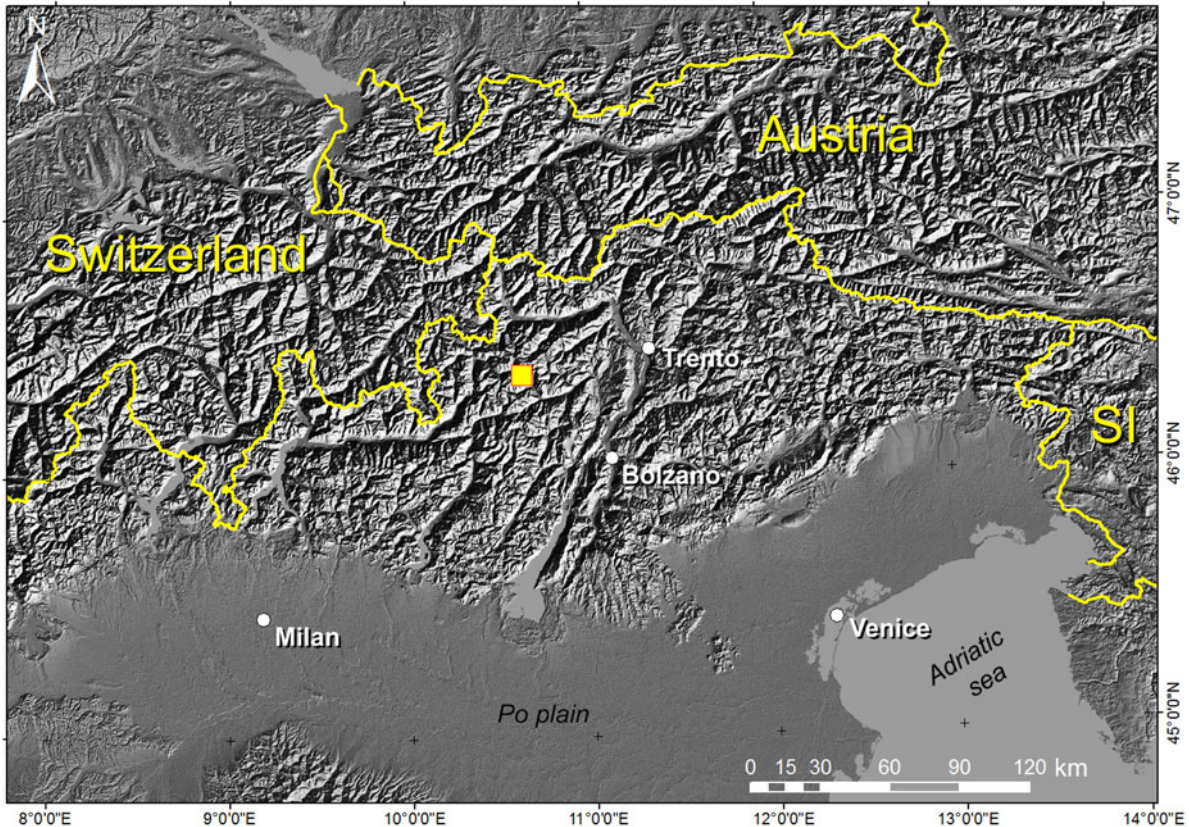 N
Austria
Switzerland
47°0'0"N
Trento
SI
46°0'0"N
Bolzano
Milan
Venice
Adriatic
sea
Po plain
45°0'0"N
0 15 30 60 90 120 km
8°0'0"E 9°0'0"E 10°0'0"E 11°0'0"E 12°0'0"E 13°0'0"E 14°0'0"E